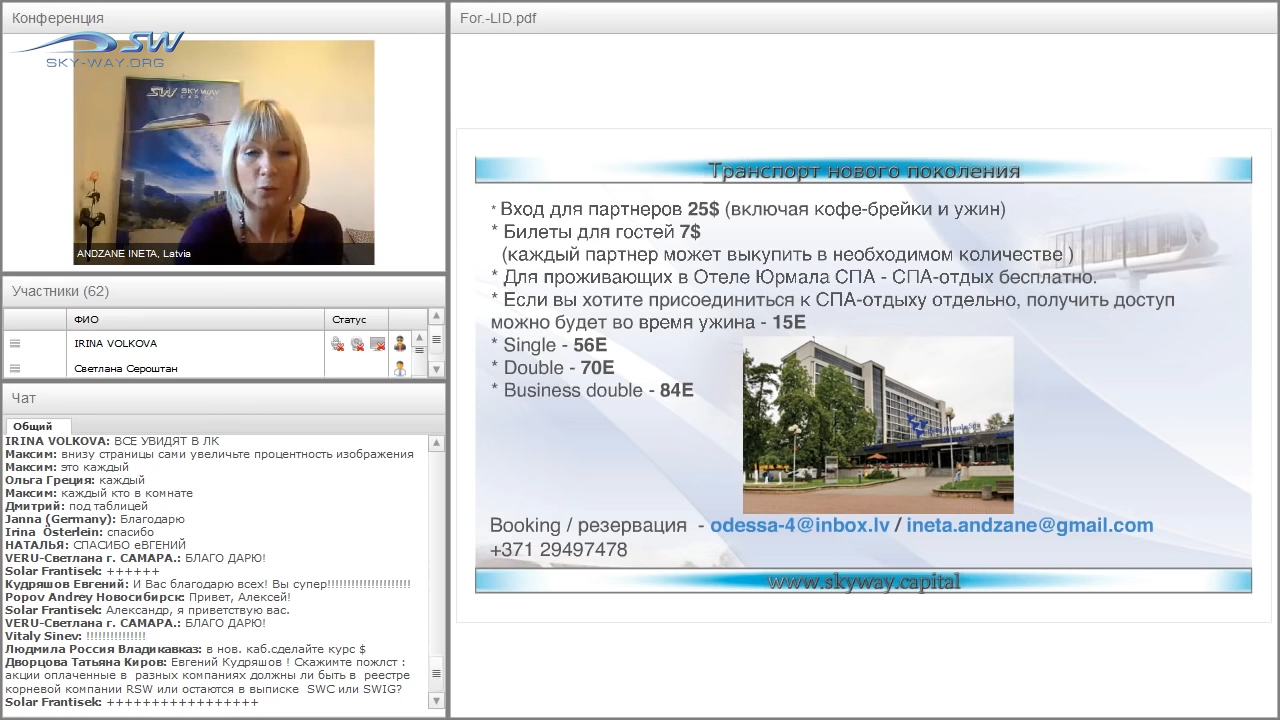 Конференция
SW
SKY-WAY.ORG
SW SKY WAY
CAPITAL
ANDZANE INETA, Latvia
Участники (62)
ФИО Статус
IRINA VOLKOVA
Светлана Сероштан
Чат
Общий
IRINA VOLKOVA: ВСЕ УВИДЯТ В ЛК
Максим: внизу страницы сами увеличьте процентность изображения
Максим: это каждый
Ольга Греция: каждый
Максим: каждый кто в комнате
Дмитрий: под таблицей
Janna (Germany): Благодарю
Irina Österlein: спасибо
НАТАЛЬЯ: СПАСИБО еВГЕНИЙ
VERU-Светлана г. САМАРА.: БЛАГО ДАРЮ!
Solar Frantisek: ++++++
Кудряшов Евгений: И Вас благодарю всех! Вы супер!!!!!!!!!!!!!!!!!!!!!
Popov Andrey Новосибирск: Привет, Алексей!
Solar Frantisek: Александр, я приветствую вас.
VERU-Светлана г. САМАРА.: БЛАГО ДАРЮ!
Vitaly Sinev: !!!!!!!!!!!!!!!
Людмила Россия Владикавказ: в нов. каб.сделайте курс $
Дворцова Татьяна Киров: Евгений Кудряшов ! Скажимте пожлст :
акции оплаченные в разных компаниях должны ли быть в реестре
корневой компании RSW или остаются в выписке SWC или SWIG?
Solar Frantisek: +++++++++++++++++
For.-LID.pdf
Транспорт нового поколения
* Вход для партнеров 25$ (включая кофе-брейки и ужин)
* Билеты для гостей 7$
(каждый партнер может выкупить в необходимом количестве )
* Для проживающих в Отеле Юрмала СПА - СПА-отдых бесплатно.
* Если вы хотите присоединиться к СПА-отдыху отдельно, получить доступ
можно будет во время ужина - 15E
* Single - 56E
* Double - 70E
* Business double - 84E
Booking / резервация - odessa-4@inbox.lv / ineta.andzane@gmail.com
+371 29497478
www.skyway.capital